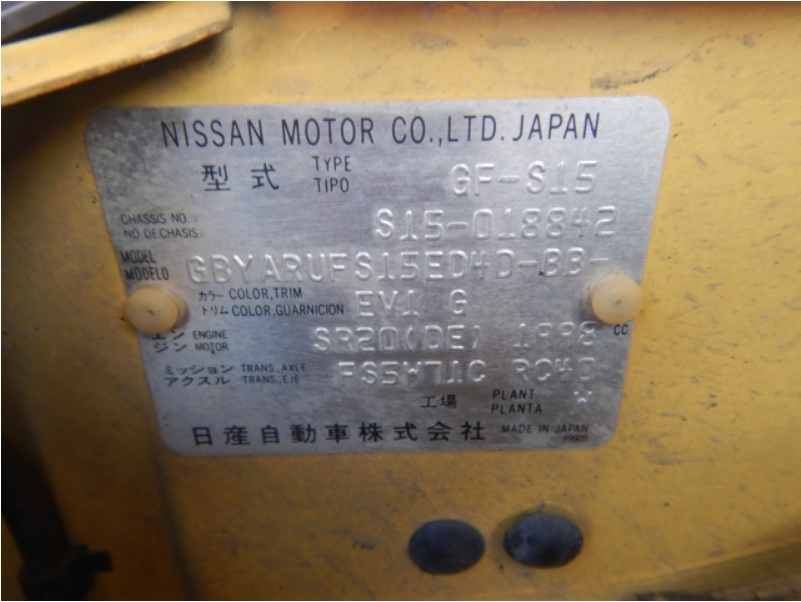 NISSAN MOTOR CO.,LTD. JAPAN
型式 TYPE TIPO GF-S15
CHASSIS NO. NO DE CHASIS S15-018842
MODEL MODELO GBYARUFS15ED4D-BB-
カラー COLOR,TRIM トリム COLOR,GUARNICION EV1 G
エンジン ENGINE MOTOR SR20(DE) 1998 CC
ミッション TRANS.,AXLE アクスル TRANS.,EJE FS5W71C RC40
工場 PLANT PLANTA W
日産自動車株式会社 MADE IN JAPAN